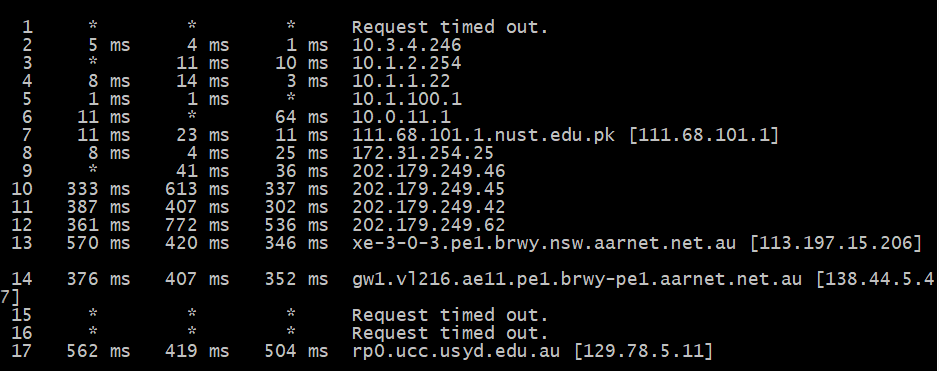 1 * * * Request timed out.
2 5 ms 4 ms 1 ms 10.3.4.246
3 * 11 ms 10 ms 10.1.2.254
4 8 ms 14 ms 3 ms 10.1.1.22
5 1 ms 1 ms * 10.1.100.1
6 11 ms * 64 ms 10.0.11.1
7 11 ms 23 ms 11 ms 111.68.101.1.nust.edu.pk [111.68.101.1]
8 8 ms 4 ms 25 ms 172.31.254.25
9 * 41 ms 36 ms 202.179.249.46
10 333 ms 613 ms 337 ms 202.179.249.45
11 387 ms 407 ms 302 ms 202.179.249.42
12 361 ms 772 ms 536 ms 202.179.249.62
13 570 ms 420 ms 346 ms xe-3-0-3.pe1.brwy.nsw.aarnet.net.au [113.197.15.206]
14 376 ms 407 ms 352 ms gw1.vl216.ae11.pe1.brwy-pe1.aarnet.net.au [138.44.5.4
7]
15 * * * Request timed out.
16 * * * Request timed out.
17 562 ms 419 ms 504 ms rp0.ucc.usyd.edu.au [129.78.5.11]